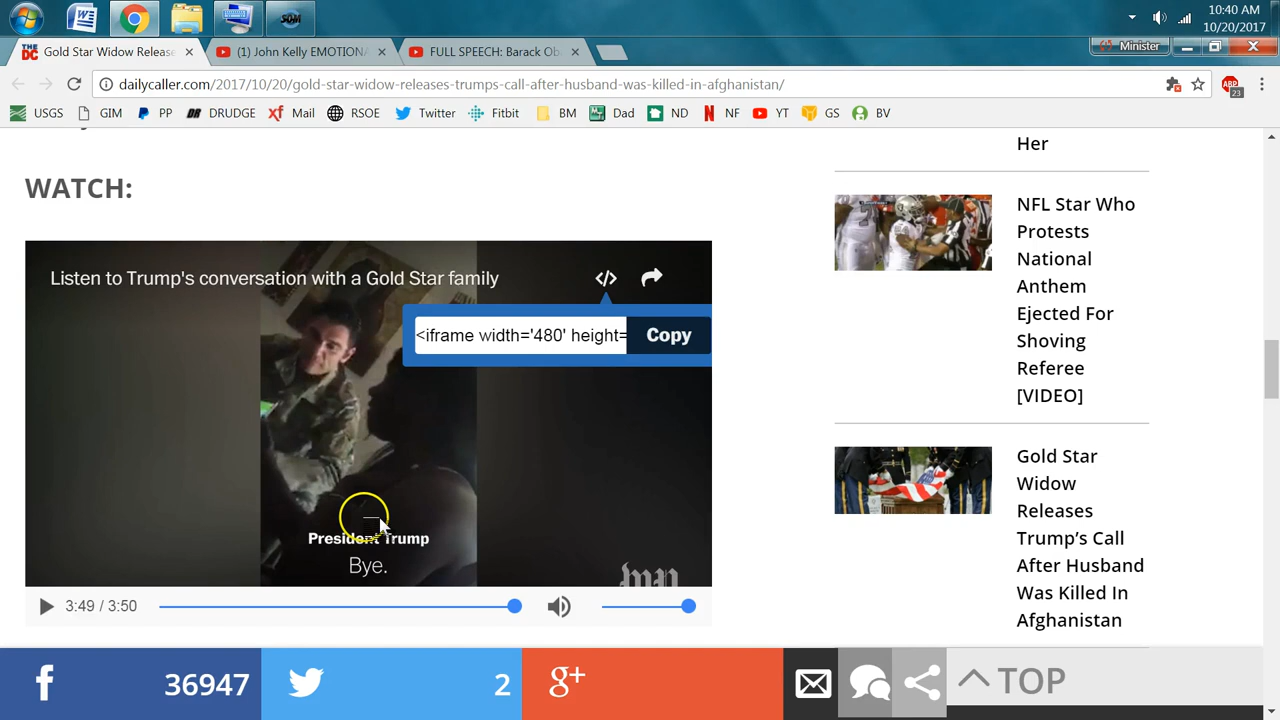 10:40 AM
10/20/2017
THE DC Gold Star Widow Release
(1) John Kelly EMOTIONA
FULL SPEECH: Barack Ob
Minister
dailycaller.com/2017/10/20/gold-star-widow-releases-trumps-call-after-husband-was-killed-in-afghanistan/
ABP
23
USGS GIM PP DRUDGE Mail RSOE Twitter Fitbit BM Dad ND NF YT GS BV
WATCH:
Listen to Trump's conversation with a Gold Star family
<iframe width='480' height=
Copy
President Trump
Bye.
wp
3:49 / 3:50
Her
NFL Star Who
Protests
National
Anthem
Ejected For
Shoving
Referee
[VIDEO]
Gold Star
Widow
Releases
Trump's Call
After Husband
Was Killed In
Afghanistan
36947
2
g+
TOP